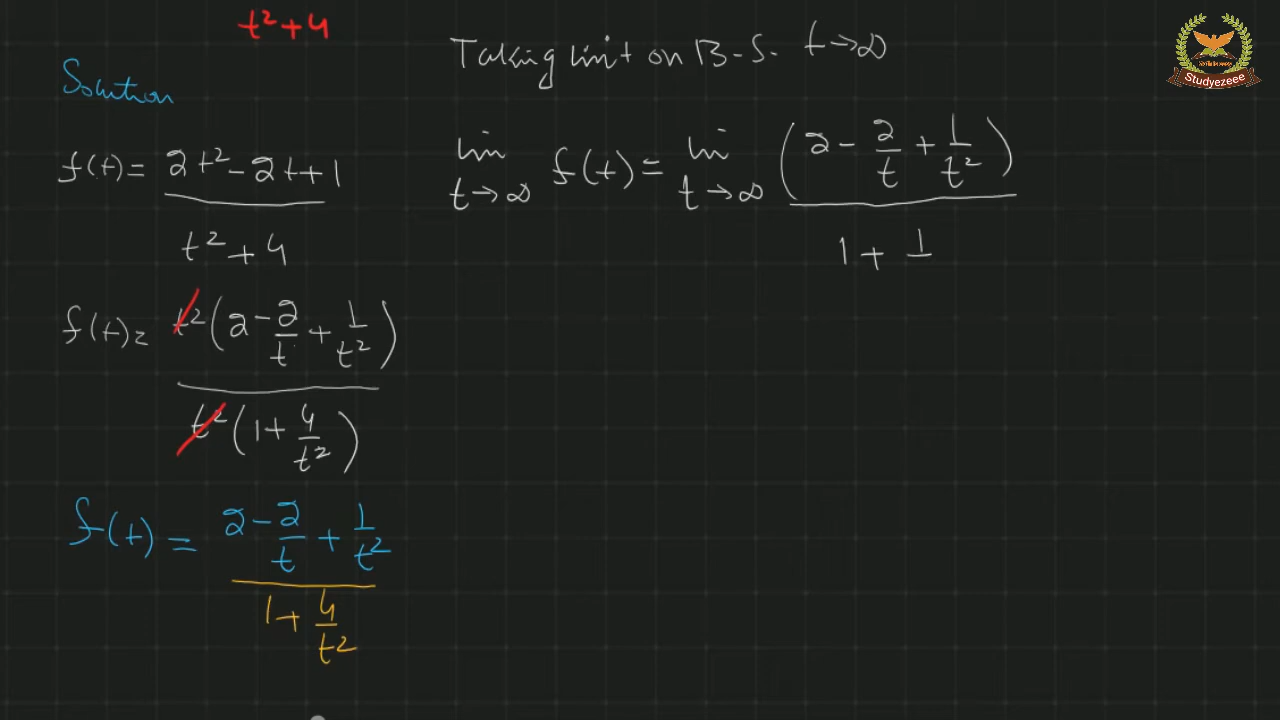 t²+4
Solution
f(t)= 2t²-2t+1
t²+4
f(t)= t²(2-2/t+1/t²)
t²(1+4/t²)
f(t)= 2-2/t+1/t²
1+4/t²
Taking limit on B.S. t→∞
lim t→∞ f(t)= lim t→∞ (2-2/t+1/t²)
1+1
Studyezeee